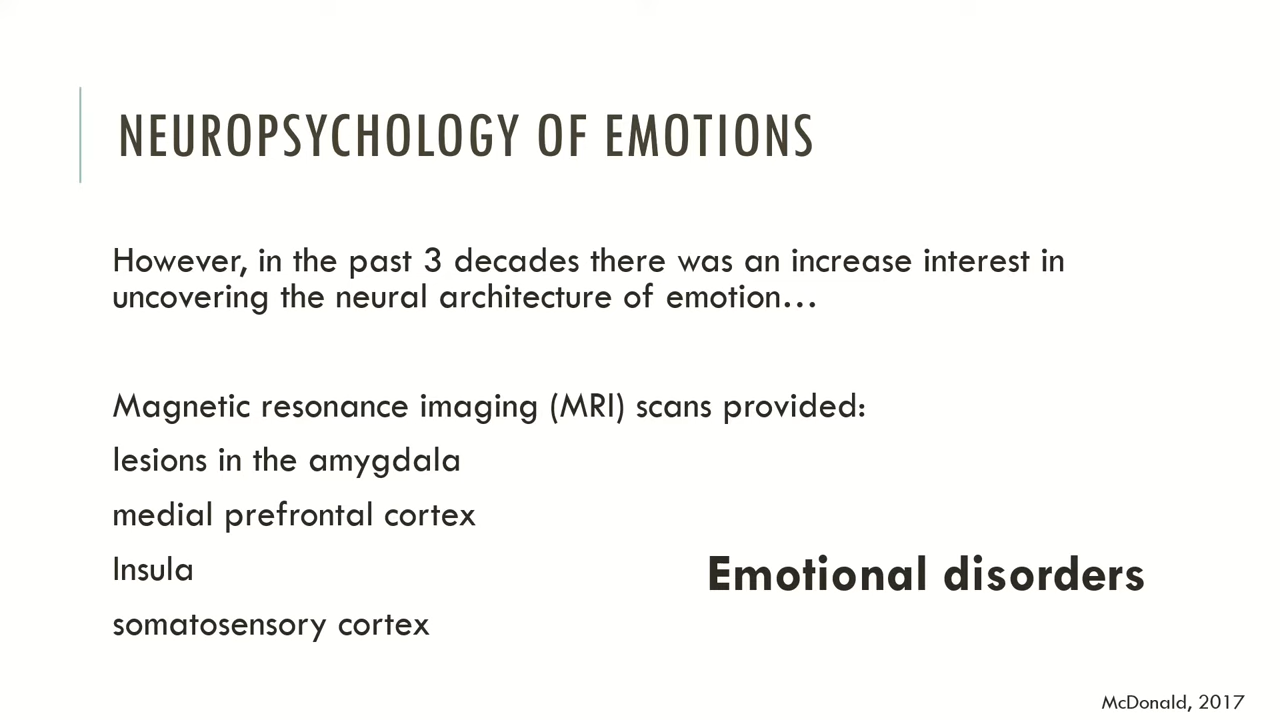 NEUROPSYCHOLOGY OF EMOTIONS
However, in the past 3 decades there was an increase interest in
uncovering the neural architecture of emotion…
Magnetic resonance imaging (MRI) scans provided:
lesions in the amygdala
medial prefrontal cortex
Insula
somatosensory cortex
Emotional disorders
McDonald, 2017